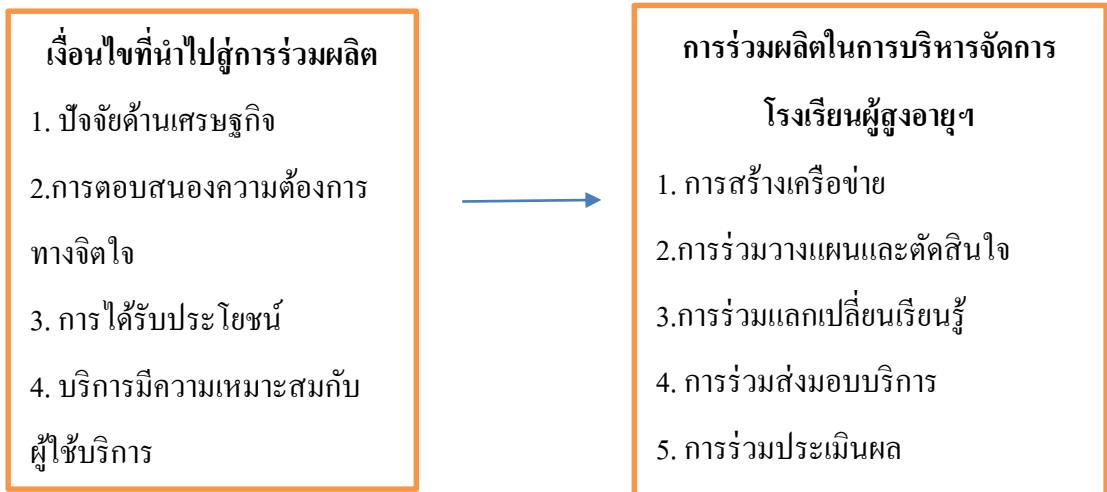 เงื่อนไขที่นำไปสู่การร่วมผลิต
1. ปัจจัยด้านเศรษฐกิจ
2.การตอบสนองความต้องการ
ทางจิตใจ
3. การได้รับประโยชน์
4. บริการมีความเหมาะสมกับ
ผู้ใช้บริการ
การร่วมผลิตในการบริหารจัดการ
โรงเรียนผู้สูงอายุฯ
1. การสร้างเครือข่าย
2.การร่วมวางแผนและตัดสินใจ
3.การร่วมแลกเปลี่ยนเรียนรู้
4. การร่วมส่งมอบบริการ
5. การร่วมประเมินผล